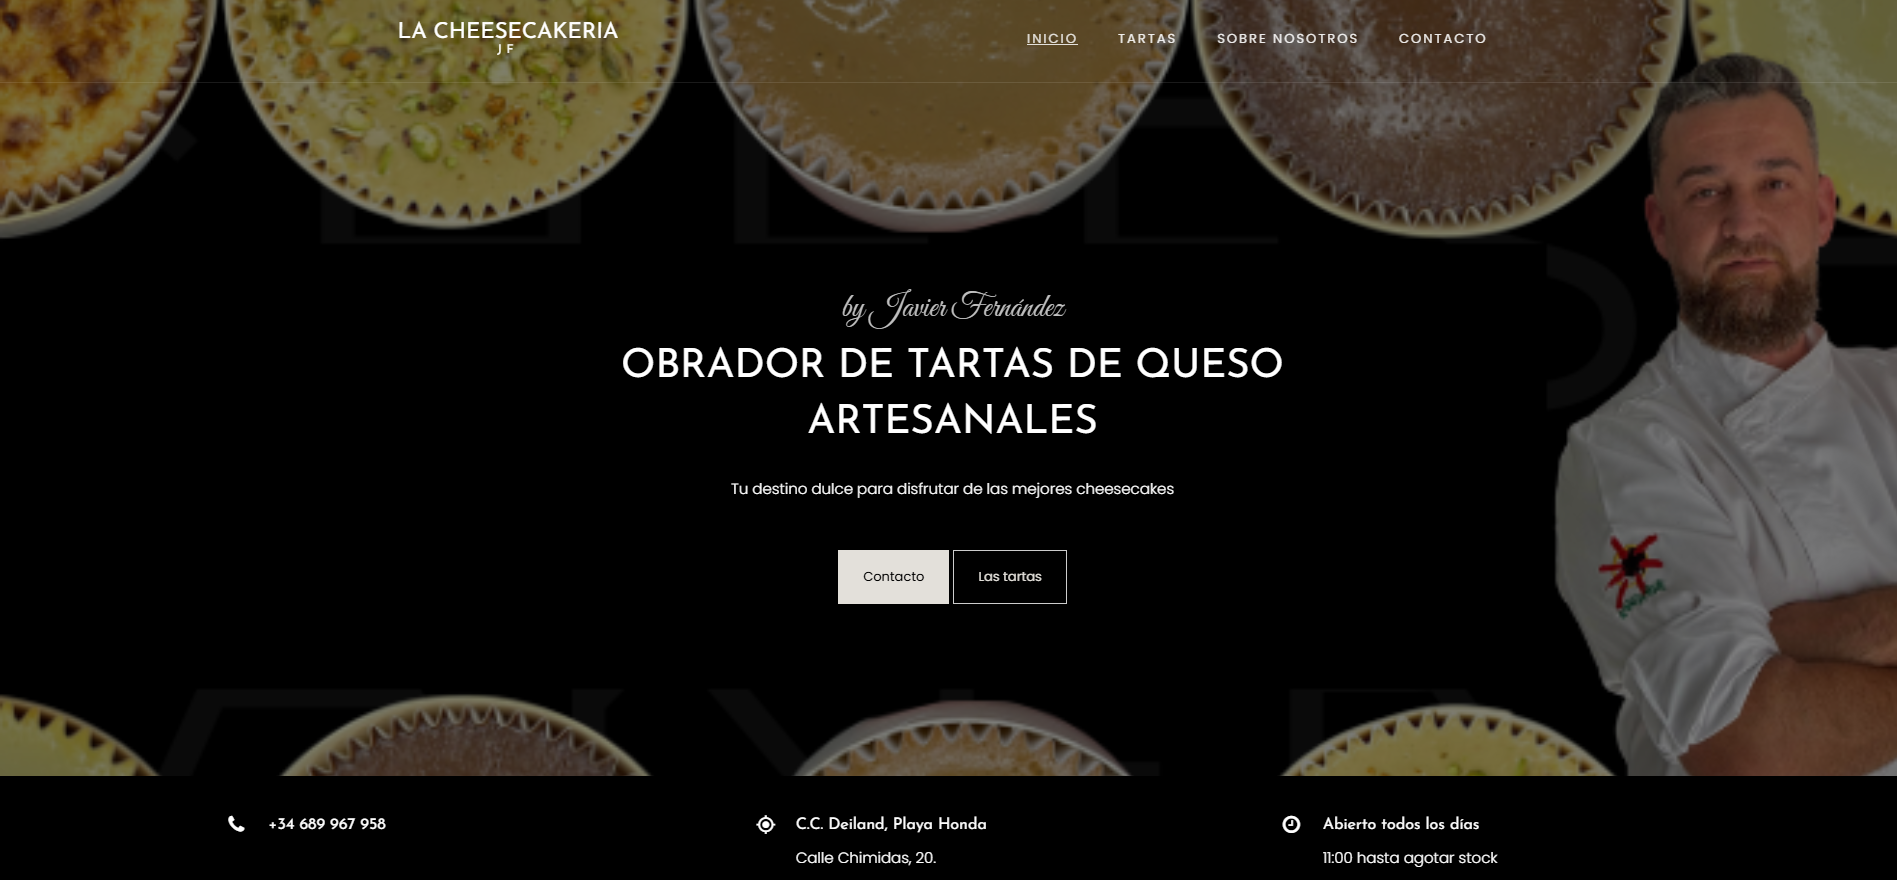 LA CHEESECAKERIA
JF
INICIO
TARTAS
SOBRE NOSOTROS
CONTACTO
by Javier Fernández
OBRADOR DE TARTAS DE QUESO
ARTESANALES
Tu destino dulce para disfrutar de las mejores cheesecakes
Contacto
Las tartas
+34 689 967 958
C.C. Deiland, Playa Honda
Calle Chimidas, 20.
Abierto todos los días
11:00 hasta agotar stock